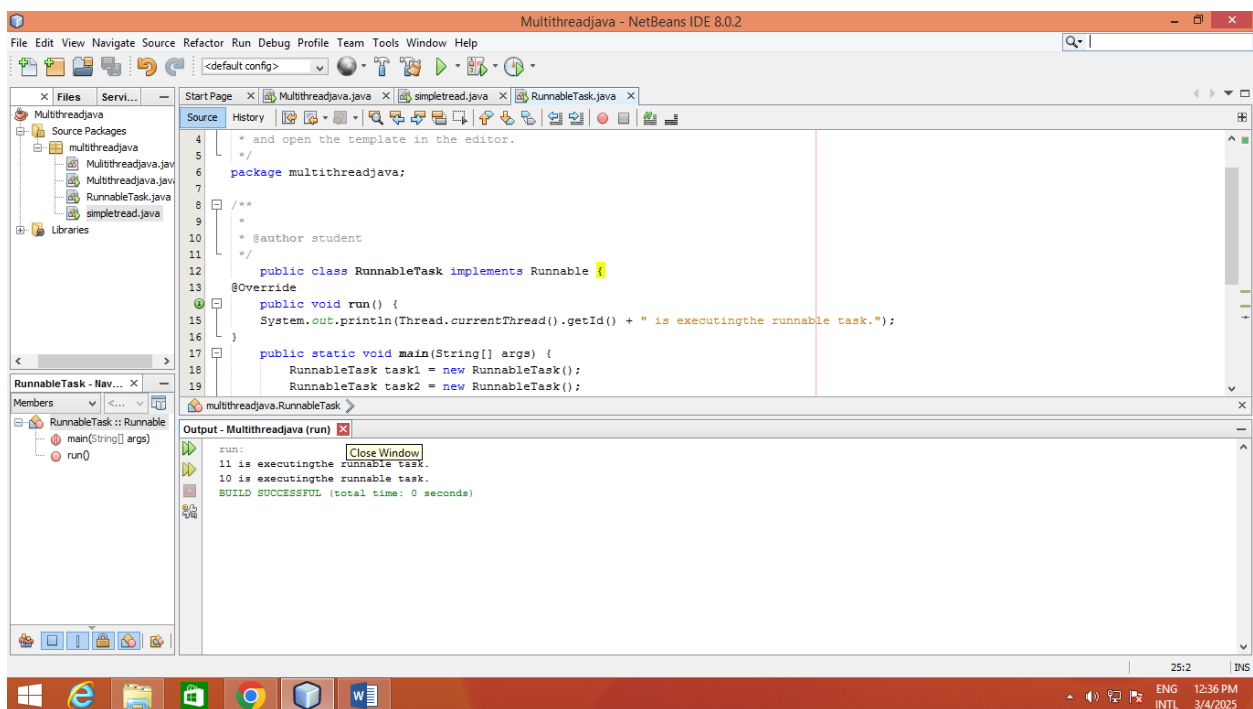 Multithreadjava - NetBeans IDE 8.0.2
File Edit View Navigate Source Refactor Run Debug Profile Team Tools Window Help
<default config>
Files Servi...
Start Page Multithreadjava.java simpletread.java RunnableTask.java
Multithreadjava
Source Packages
multithreadjava
Mulitithreadjava.jav
Multithreadjava.java
RunnableTask.java
simpletread.java
Libraries
Source History
4 * and open the template in the editor.
5 */
6 package multithreadjava;
7
8 /**
9 *
10 * @author student
11 */
12 public class RunnableTask implements Runnable {
13 @Override
public void run() {
15 System.out.println(Thread.currentThread().getId() + " is executingthe runnable task.");
16 }
17 public static void main(String[] args) {
18 RunnableTask task1 = new RunnableTask();
19 RunnableTask task2 = new RunnableTask();
multithreadjava.RunnableTask
RunnableTask - Nav...
Members <...
RunnableTask :: Runnable
main(String[] args)
run()
Output - Multithreadjava (run)
Close Window
run:
11 is executingthe runnable task.
10 is executingthe runnable task.
BUILD SUCCESSFUL (total time: 0 seconds)
25:2 INS
ENG 12:36 PM
INTL 3/4/2025